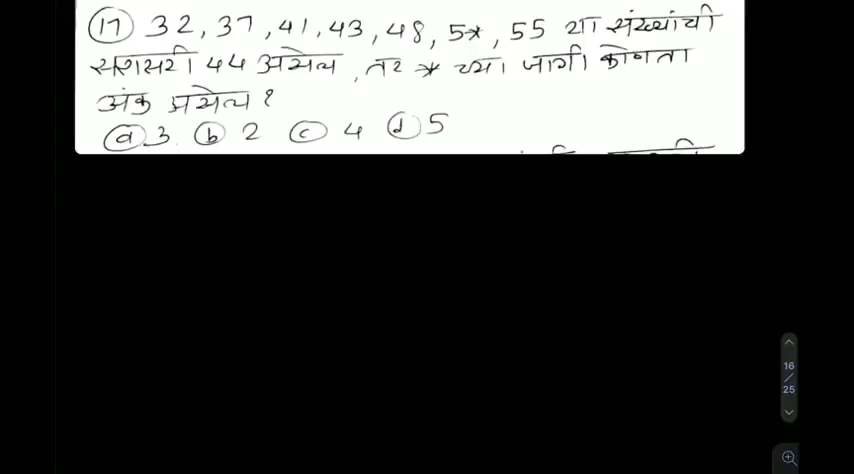 (17) 32, 37, 41, 43, 48, 5*, 55 या संख्यांची
सरासरी 44 असेल, तर * च्या जागी कोणता
अंक असेल ?
(a) 3 (b) 2 (c) 4 (d) 5
16
/
25